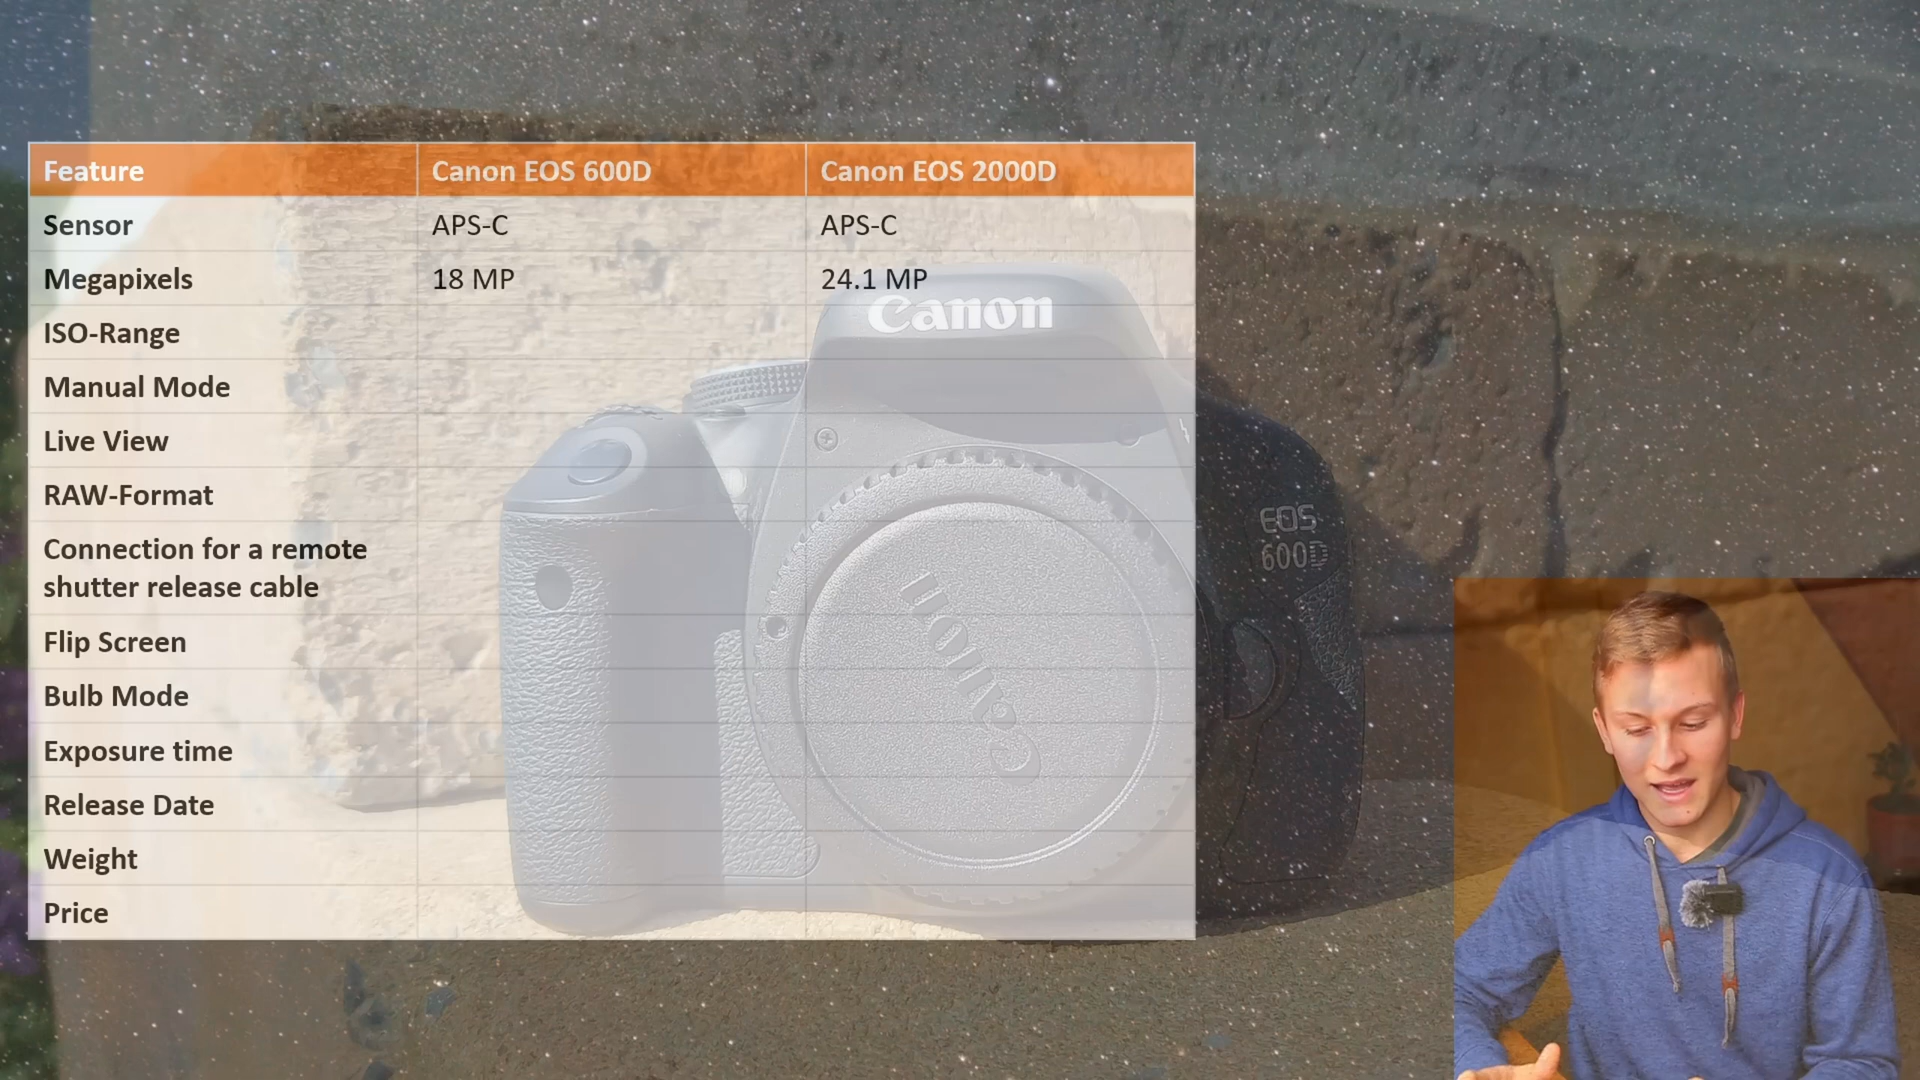 Feature Canon EOS 600D Canon EOS 2000D
Sensor APS-C APS-C
Megapixels 18 MP 24.1 MP
Canon
ISO-Range
Manual Mode
Live View
RAW-Format
EOS
600D
Connection for a remote
shutter release cable
Canon
Flip Screen
Bulb Mode
Exposure time
Release Date
Weight
Price